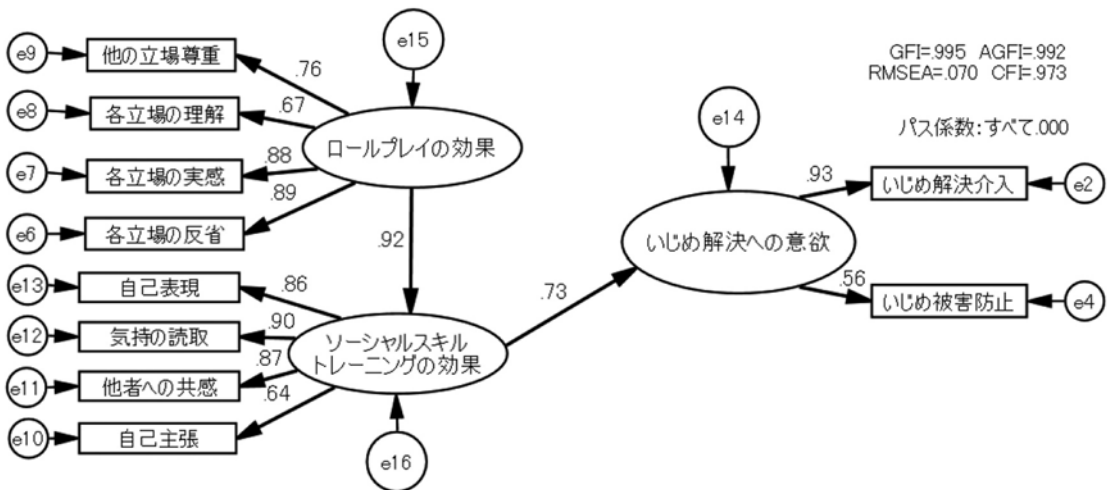 e9
他の立場尊重
.76
e15
GFI=.995 AGFI=.992
RMSEA=.070 CFI=.973
e8
各立場の理解
.67
ロールプレイの効果
e14
パス係数:すべて.000
e7
各立場の実感
.88
.89
.93
いじめ解決介入
e2
e6
各立場の反省
.92
いじめ解決への意欲
e13
自己表現
.86
.73
.56
いじめ被害防止
e4
e12
気持の読取
.90
ソーシャルスキル
トレーニングの効果
e11
他者への共感
.87
.64
e10
自己主張
e16